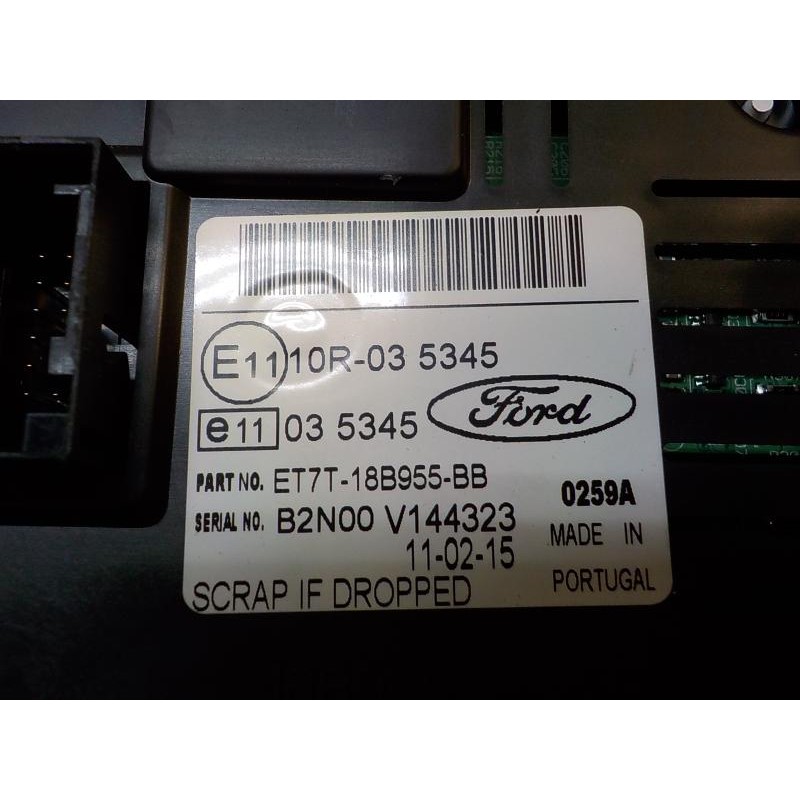 E11 10R-03 5345
e11 03 5345
Ford
PART NO. ET7T-18B955-BB
0259A
SERIAL NO. B2N00 V144323
MADE IN
11-02-15
PORTUGAL
SCRAP IF DROPPED